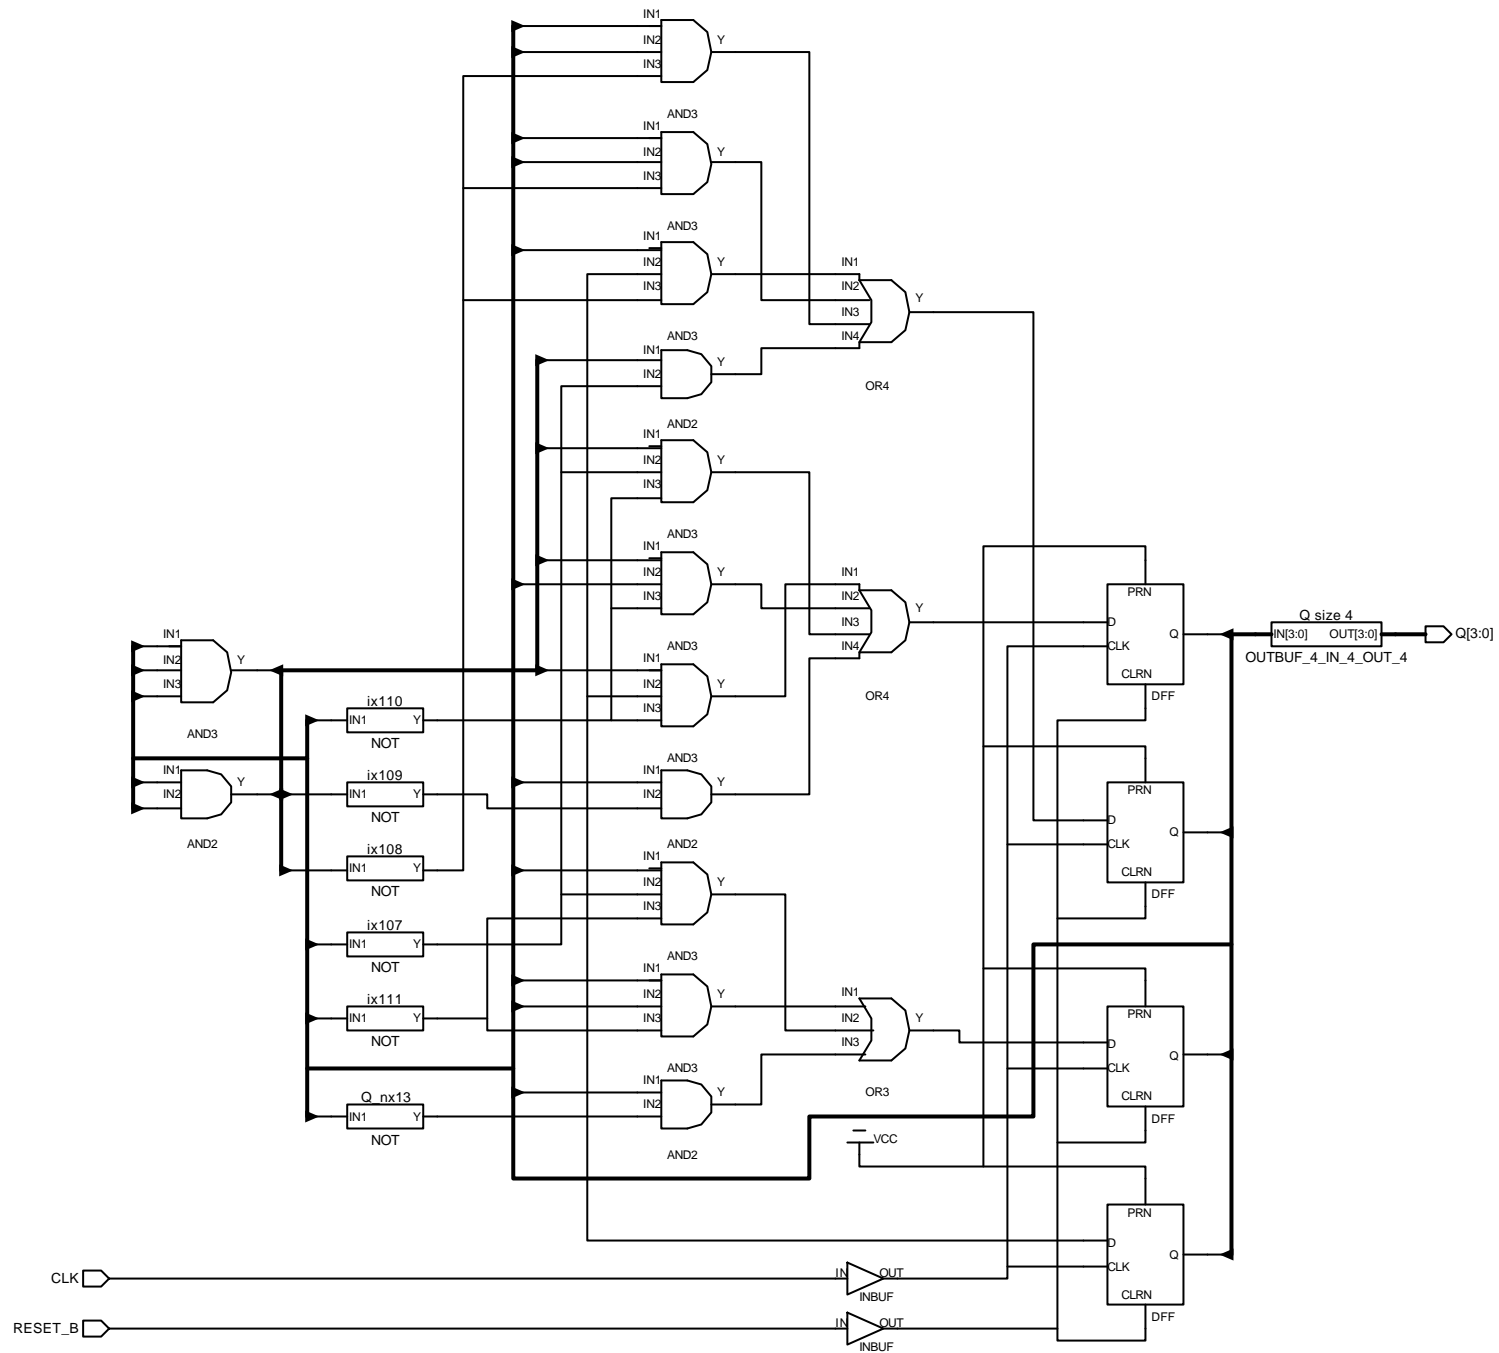 IN1
IN2
IN3
Y
AND3
IN1
IN2
IN3
Y
AND3
IN1
IN2
IN3
Y
AND3
IN1
IN2
Y
AND2
IN1
IN2
IN3
Y
AND3
IN1
IN2
IN3
Y
AND3
IN1
IN2
IN3
Y
AND3
IN1
IN2
Y
AND2
IN1
IN2
IN3
Y
AND3
IN1
IN2
IN3
Y
AND3
IN1
IN2
Y
AND2
IN1
IN2
IN3
IN4
Y
OR4
IN1
IN2
IN3
IN4
Y
OR4
IN1
IN2
IN3
Y
OR3
IN1
IN2
IN3
Y
AND3
IN1
IN2
Y
AND2
ix110
IN1 Y
NOT
ix109
IN1 Y
NOT
ix108
IN1 Y
NOT
ix107
IN1 Y
NOT
ix111
IN1 Y
NOT
Q_nx13
IN1 Y
NOT
PRN
D
Q
CLK
CLRN
DFF
PRN
D
Q
CLK
CLRN
DFF
PRN
D
Q
CLK
CLRN
DFF
VCC
PRN
D
Q
CLK
CLRN
DFF
Q size 4
IN[3:0] OUT[3:0]
OUTBUF_4_IN_4_OUT_4
Q[3:0]
CLK
IN OUT
INBUF
RESET_B
IN OUT
INBUF